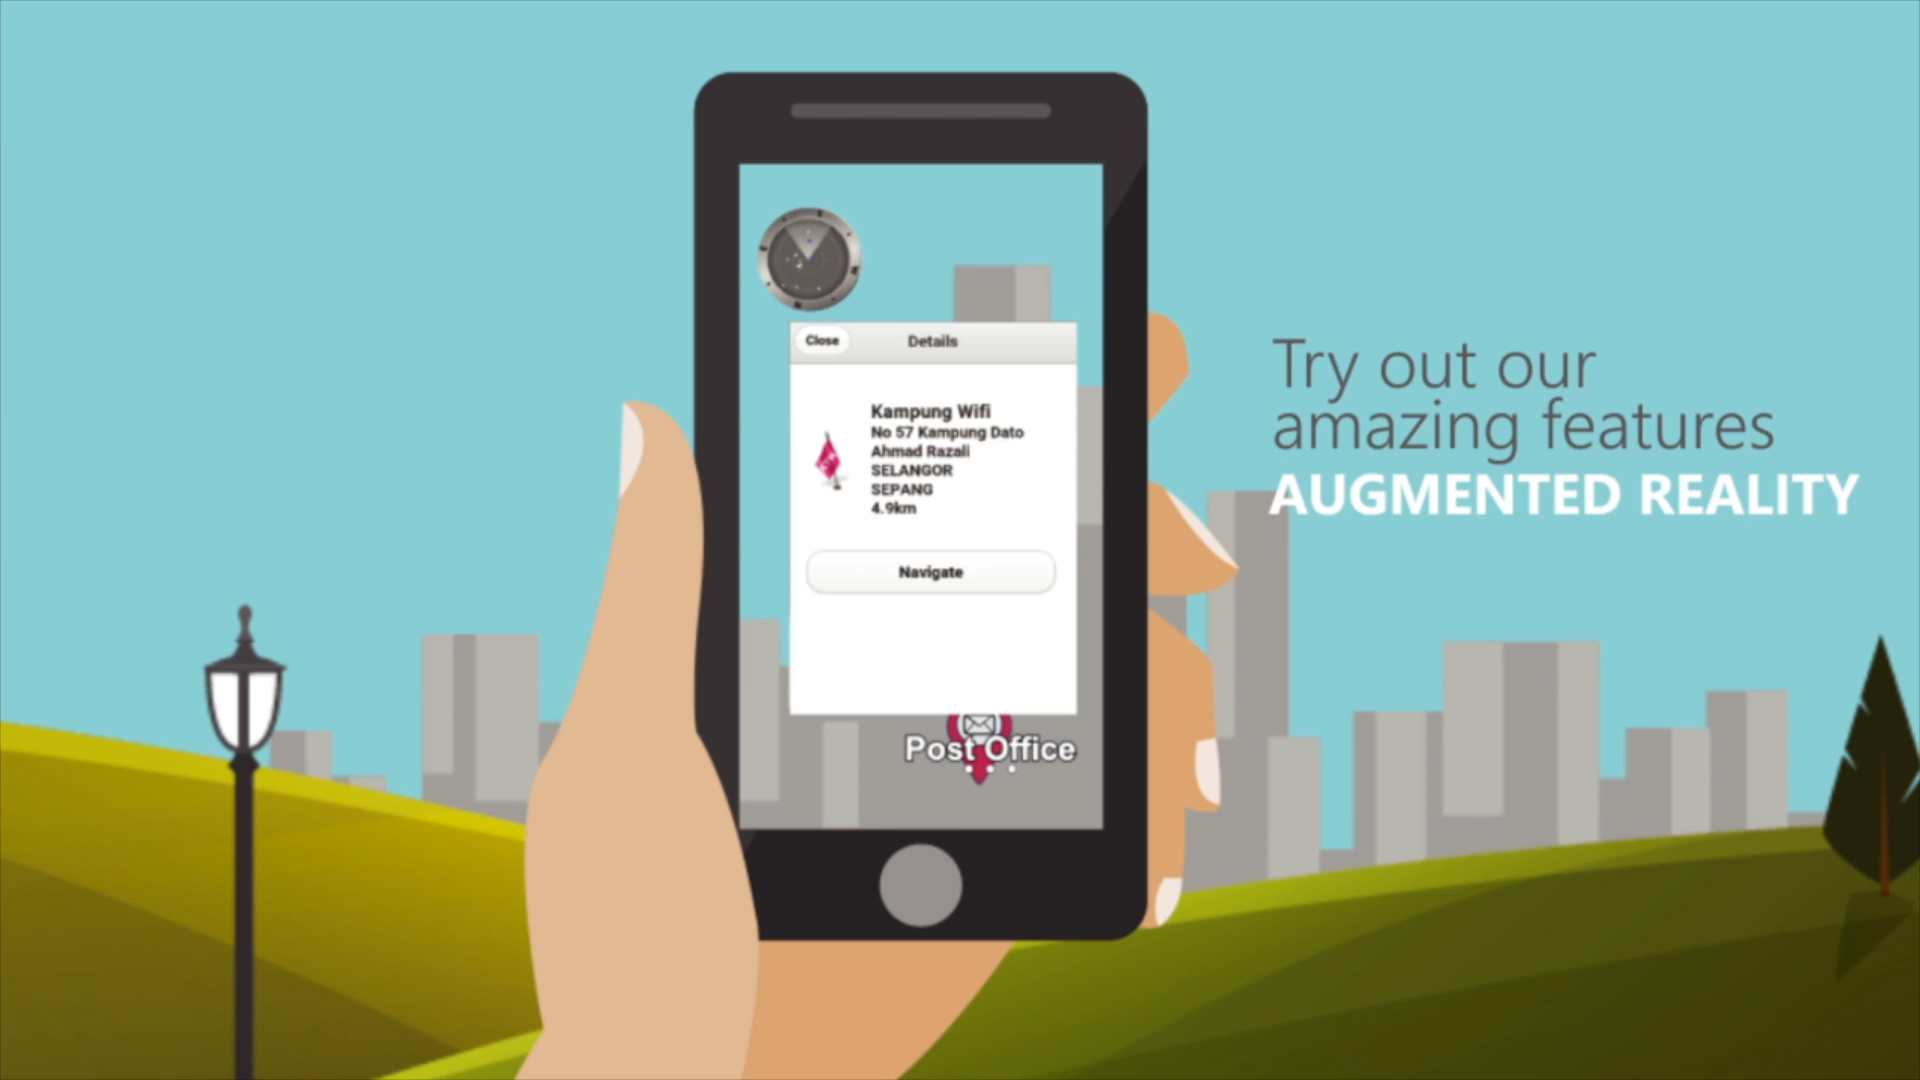 Close
Details
Kampung Wifi
No 57 Kampung Dato
Ahmad Razali
SELANGOR
SEPANG
4.9km
Navigate
Post Office
Try out our
amazing features
AUGMENTED REALITY